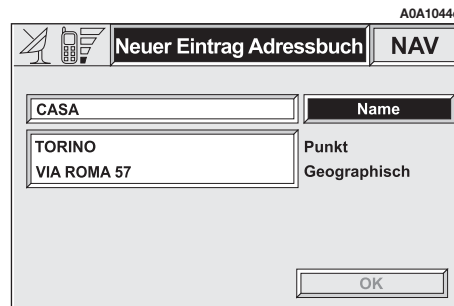 A0A1044
Neuer Eintrag Adressbuch NAV
CASA Name
TORINO Punkt
VIA ROMA 57 Geographisch
OK